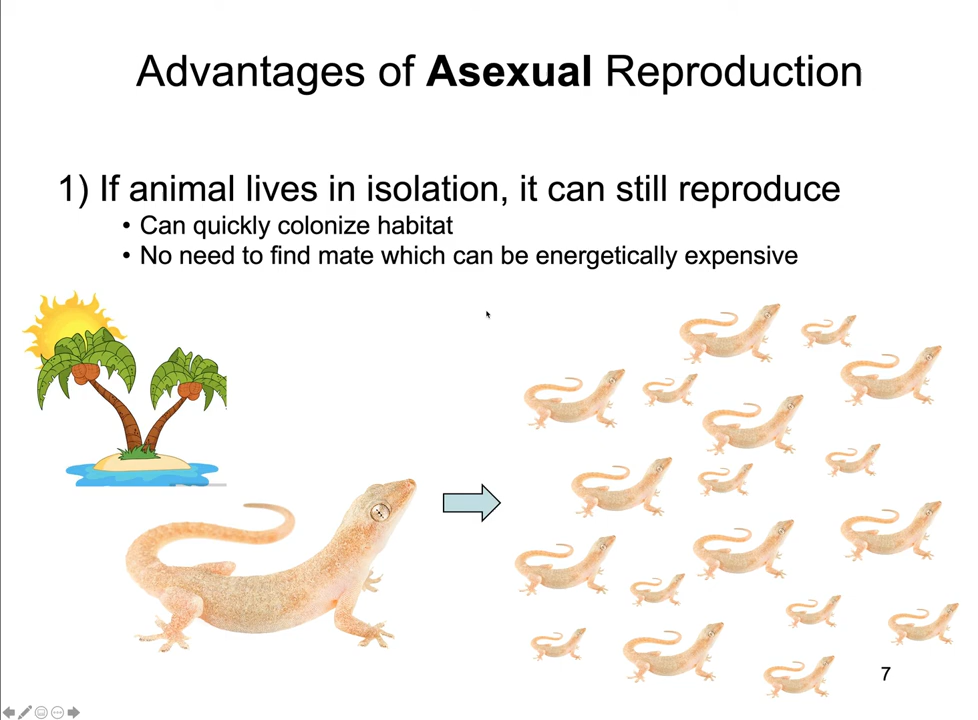 Advantages of Asexual Reproduction
1) If animal lives in isolation, it can still reproduce
• Can quickly colonize habitat
• No need to find mate which can be energetically expensive
7